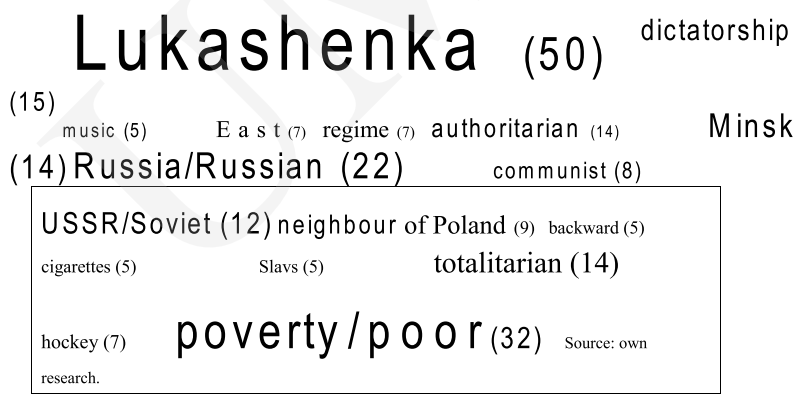 Lukashenka (50) dictatorship
(15)
music (5) East (7) regime (7) authoritarian (14) Minsk
(14) Russia/Russian (22) communist (8)
USSR/Soviet (12) neighbour of Poland (9) backward (5)
cigarettes (5) Slavs (5) totalitarian (14)
hockey (7) poverty/poor (32) Source: own
research.